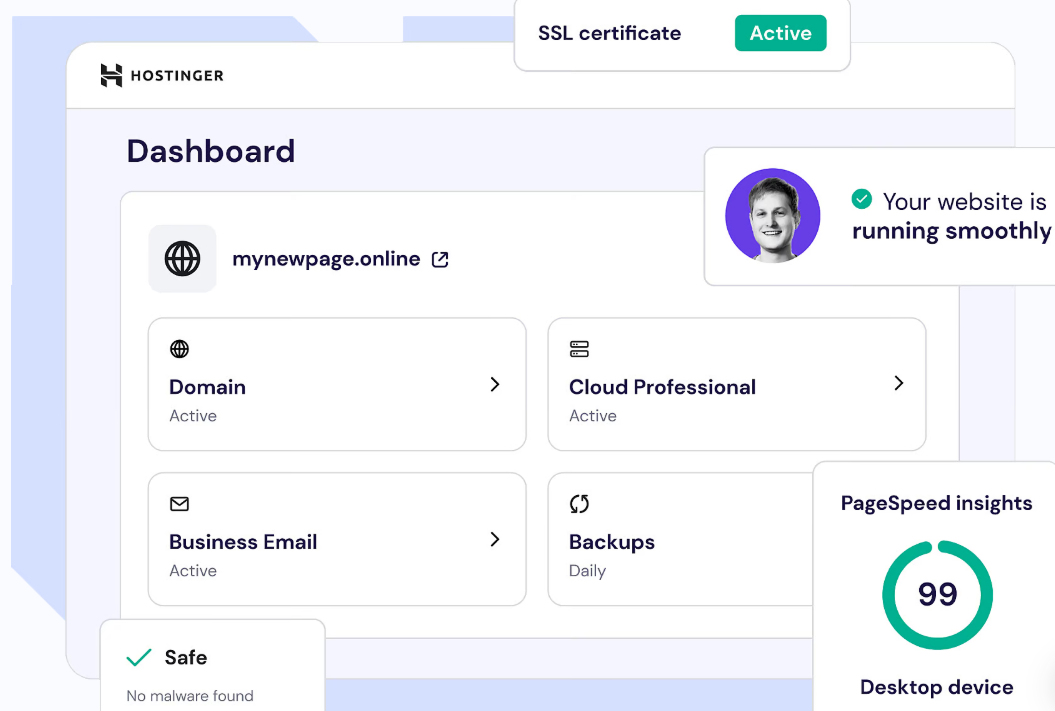 SSL certificate
Active
HOSTINGER
Dashboard
Your website is
running smoothly
mynewpage.online
Domain
Active
Cloud Professional
Active
Business Email
Active
Backups
Daily
PageSpeed insights
99
Desktop device
Safe
No malware found